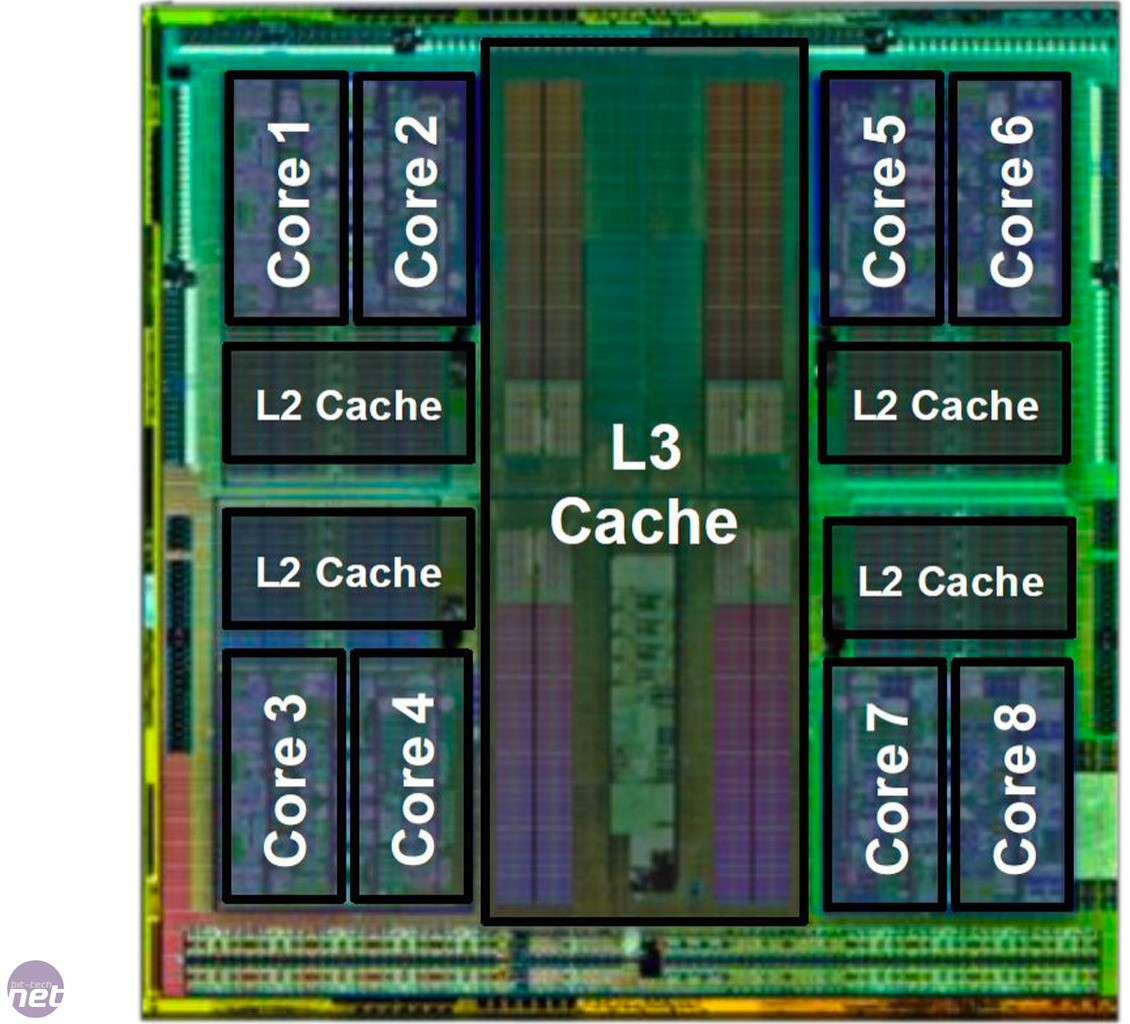 Core 1
Core 2
Core 5
Core 6
L2 Cache
L2 Cache
L3
Cache
L2 Cache
L2 Cache
Core 3
Core 4
Core 7
Core 8
bit-tech
net